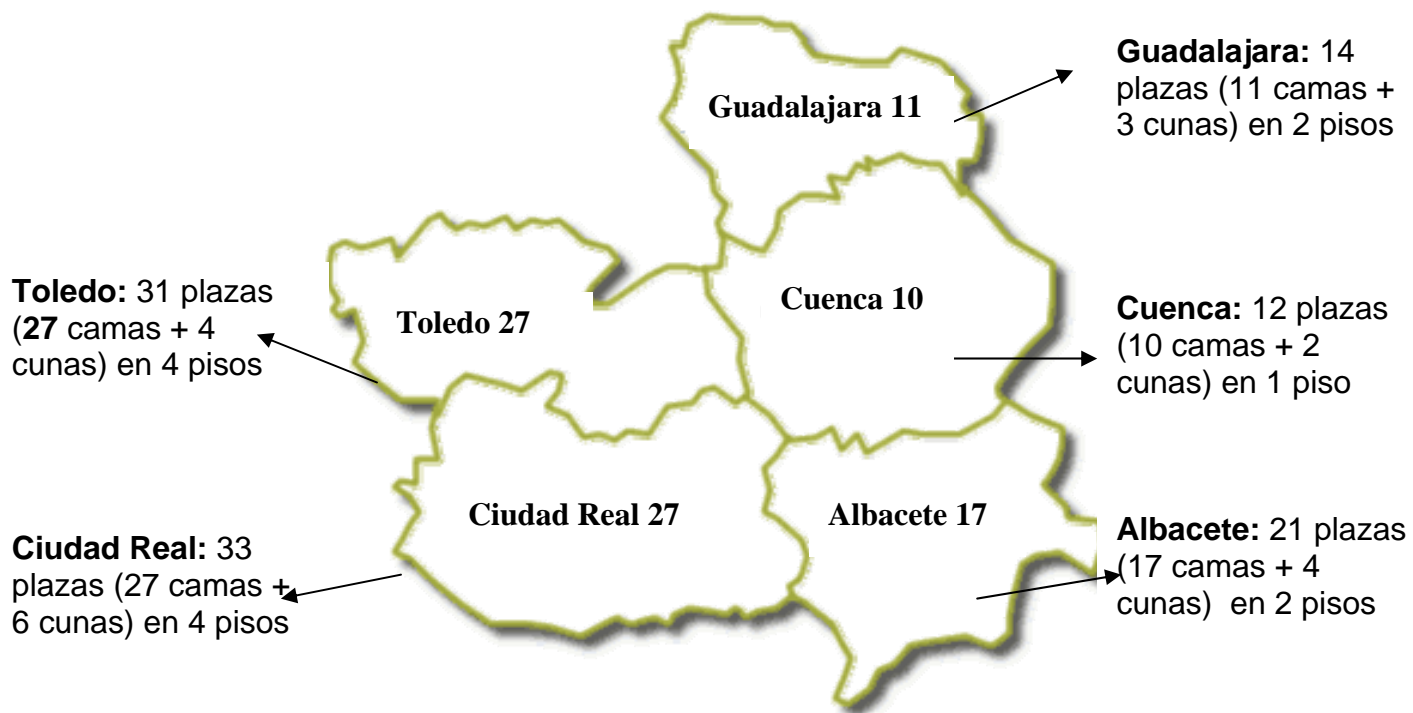 Guadalajara: 14
plazas (11 camas +
3 cunas) en 2 pisos
Guadalajara 11
Toledo: 31 plazas
(27 camas + 4
cunas) en 4 pisos
Toledo 27
Cuenca 10
Cuenca: 12 plazas
(10 camas + 2
cunas) en 1 piso
Ciudad Real: 33
plazas (27 camas +
6 cunas) en 4 pisos
Ciudad Real 27
Albacete 17
Albacete: 21 plazas
(17 camas + 4
cunas) en 2 pisos